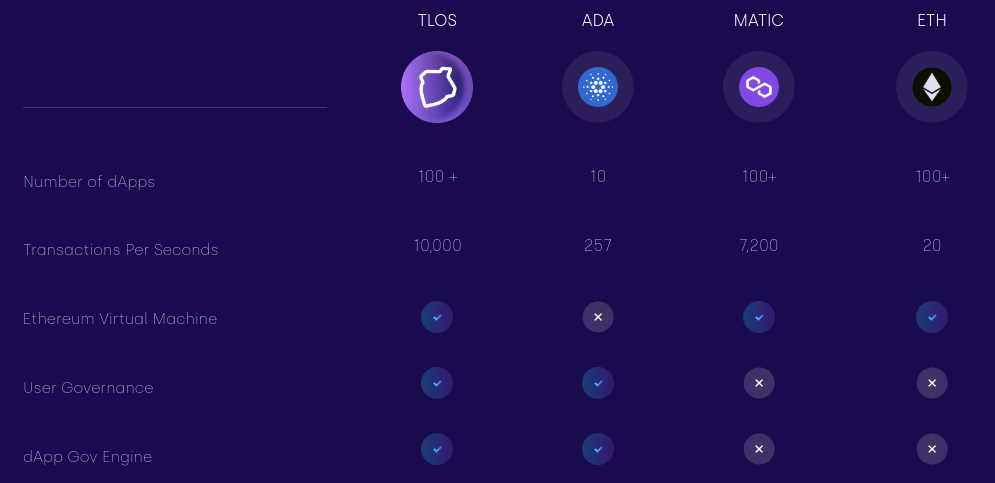 TLOS ADA MATIC ETH
Number of dApps 100 + 10 100+ 100+
Transactions Per Seconds 10,000 257 7,200 20
Ethereum Virtual Machine
User Governance
dApp Gov Engine